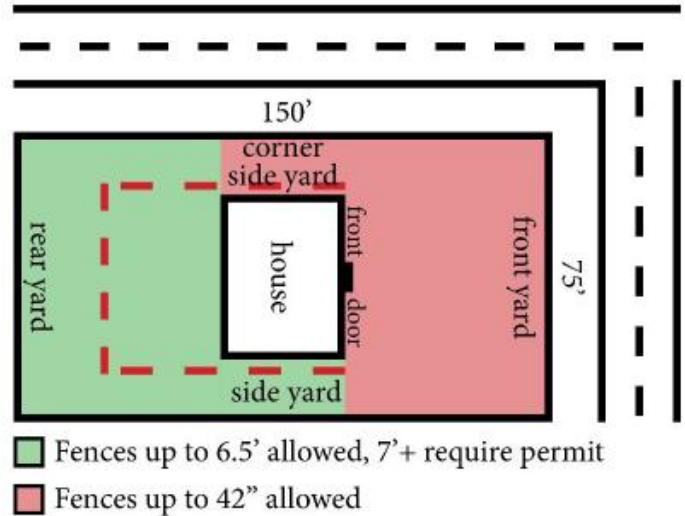 150’
corner
side yard
rear yard
house
front
door
front yard
75’
side yard
Fences up to 6.5’ allowed, 7’+ require permit
Fences up to 42” allowed